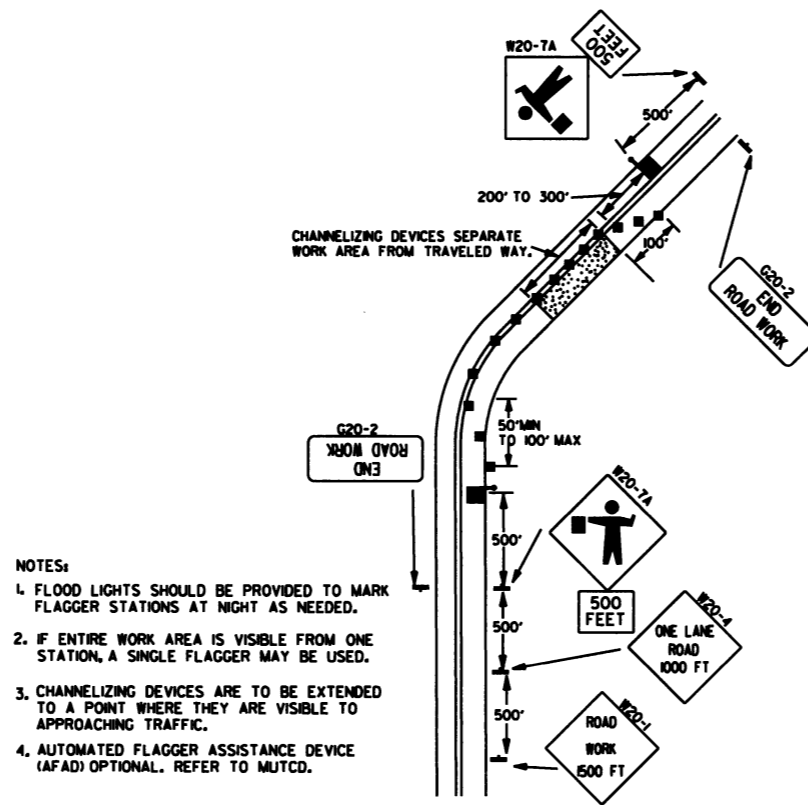 W20-7A
500
FEET
500'
200' TO 300'
CHANNELIZING DEVICES SEPARATE
WORK AREA FROM TRAVELED WAY.
100'
G20-2
END
ROAD WORK
G20-2
END
ROAD WORK
50'MIN
TO 100' MAX
W20-7A
500'
500
FEET
500'
W20-4
ONE LANE
ROAD
1000 FT
500'
W20-1
ROAD
WORK
1500 FT
NOTES:
1. FLOOD LIGHTS SHOULD BE PROVIDED TO MARK
FLAGGER STATIONS AT NIGHT AS NEEDED.
2. IF ENTIRE WORK AREA IS VISIBLE FROM ONE
STATION, A SINGLE FLAGGER MAY BE USED.
3. CHANNELIZING DEVICES ARE TO BE EXTENDED
TO A POINT WHERE THEY ARE VISIBLE TO
APPROACHING TRAFFIC.
4. AUTOMATED FLAGGER ASSISTANCE DEVICE
(AFAD) OPTIONAL. REFER TO MUTCD.